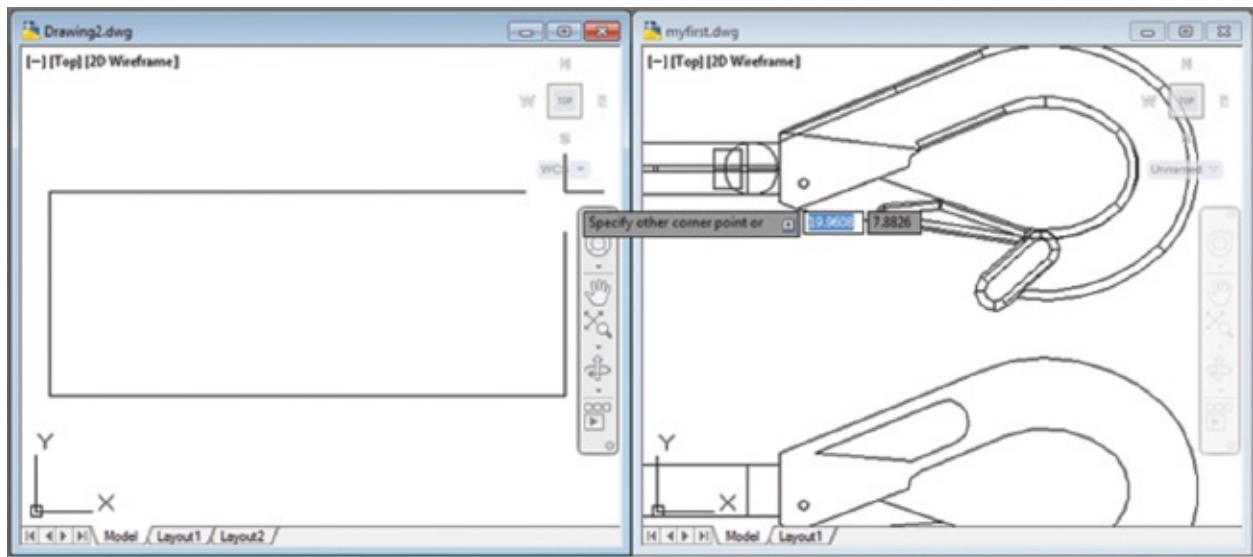 Drawing2.dwg
[−] [Top] [2D Wireframe]
N
W TOP E
S
WCS
Specify other corner point or 19.9608 7.8826
Y
X
Model Layout1 Layout2
myfirst.dwg
[−] [Top] [2D Wireframe]
N
W TOP E
Unnamed
Y
X
Model Layout1